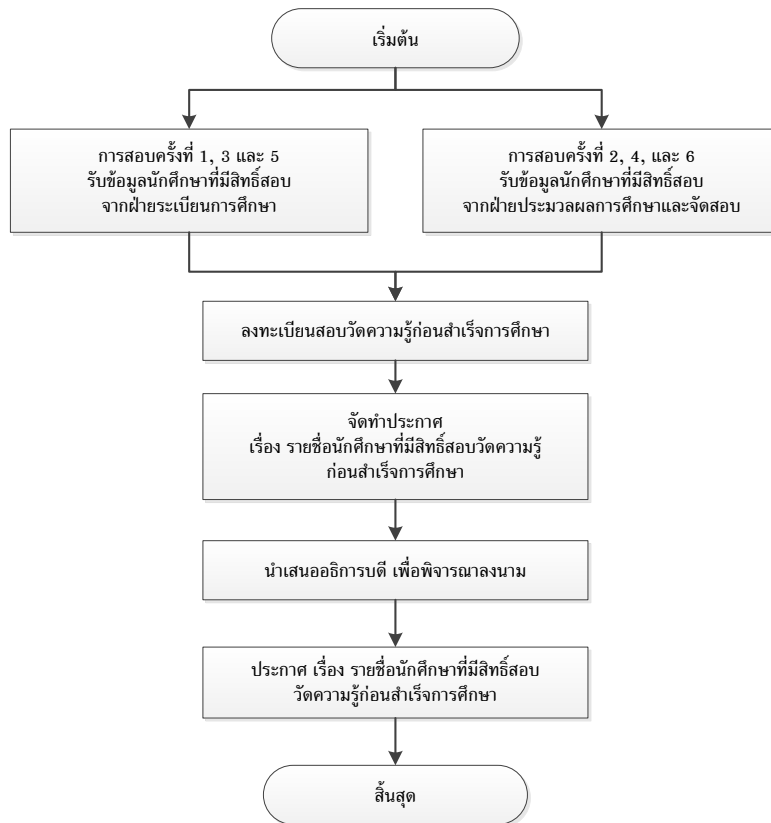 เริ่มต้น
การสอบครั้งที่ 1, 3 และ 5
รับข้อมูลนักศึกษาที่มีสิทธิ์สอบ
จากฝ่ายระเบียนการศึกษา
การสอบครั้งที่ 2, 4, และ 6
รับข้อมูลนักศึกษาที่มีสิทธิ์สอบ
จากฝ่ายประมวลผลการศึกษาและจัดสอบ
ลงทะเบียนสอบวัดความรู้ก่อนสำเร็จการศึกษา
จัดทำประกาศ
เรื่อง รายชื่อนักศึกษาที่มีสิทธิ์สอบวัดความรู้
ก่อนสำเร็จการศึกษา
นำเสนออธิการบดี เพื่อพิจารณาลงนาม
ประกาศ เรื่อง รายชื่อนักศึกษาที่มีสิทธิ์สอบ
วัดความรู้ก่อนสำเร็จการศึกษา
สิ้นสุด